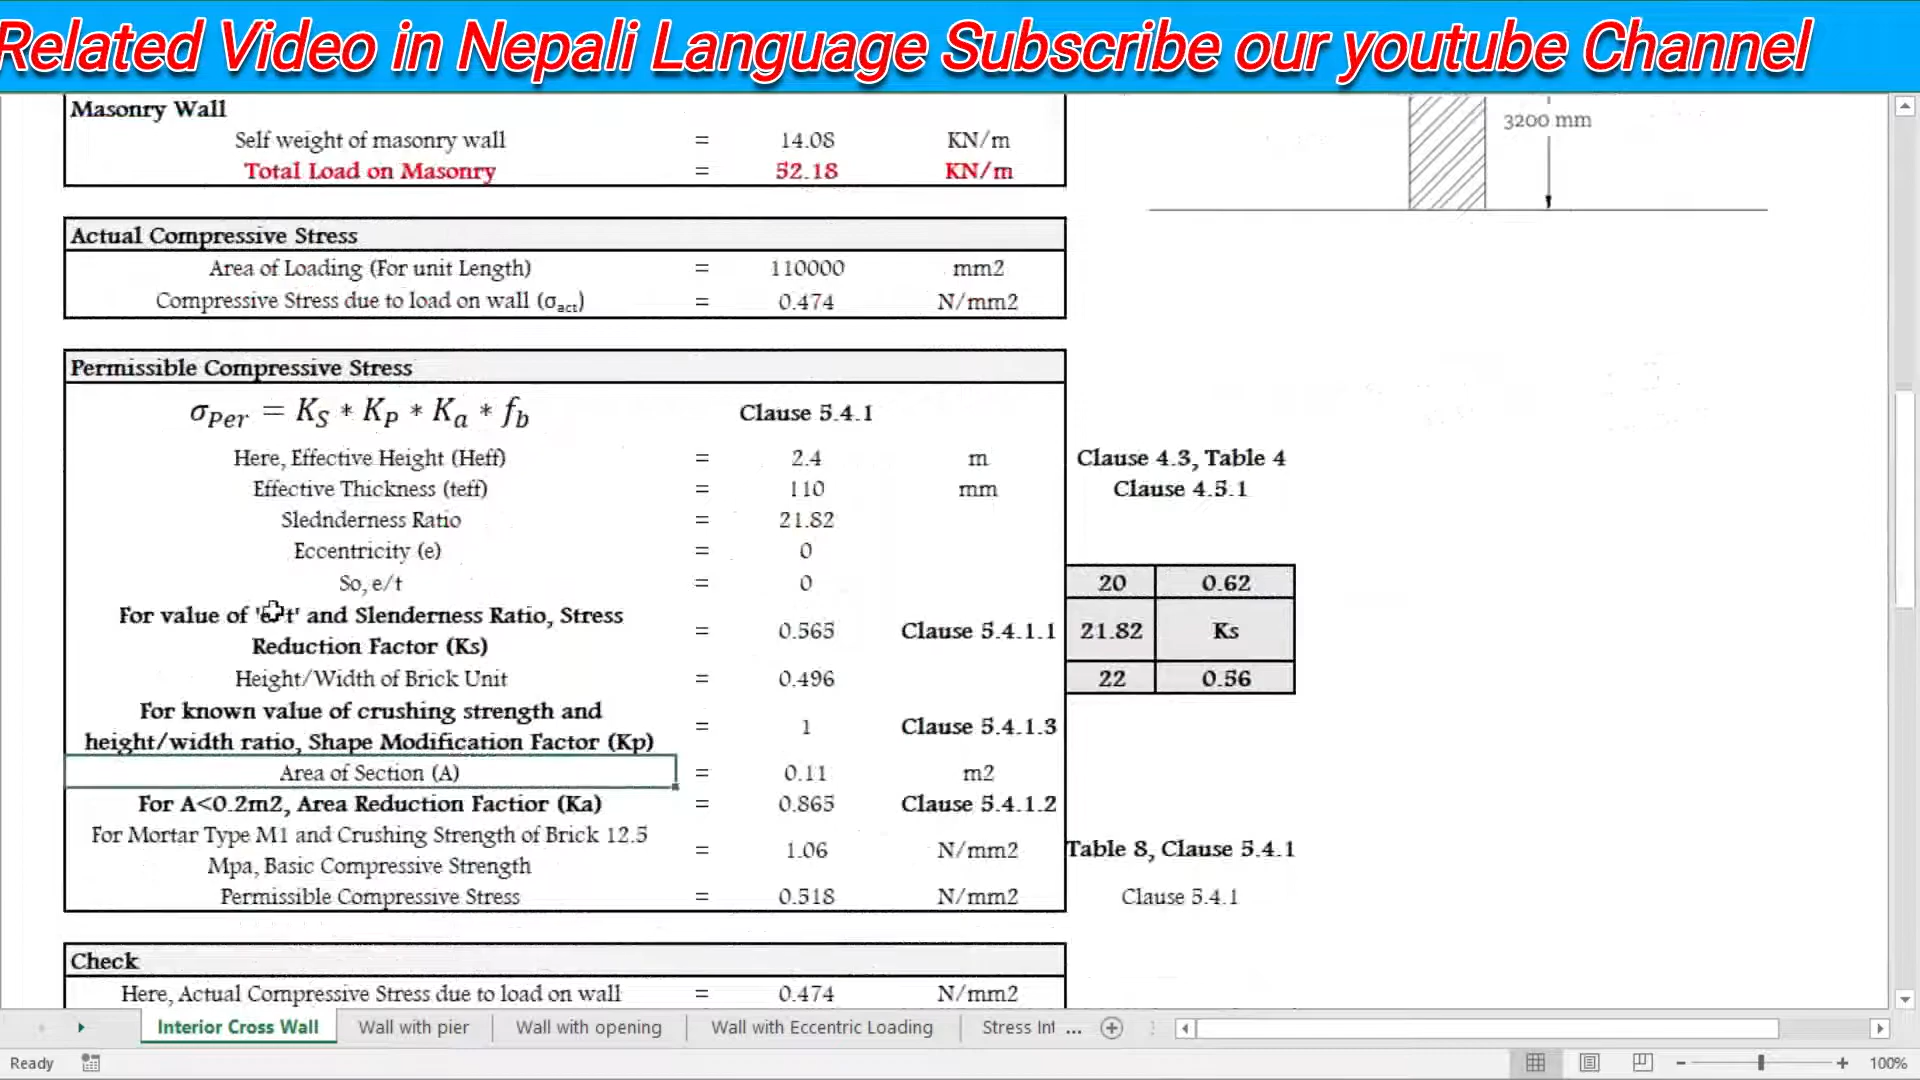 Related Video in Nepali Language Subscribe our youtube Channel
Masonry Wall
Self weight of masonry wall = 14.08 KN/m
Total Load on Masonry = 52.18 KN/m
3200 mm
Actual Compressive Stress
Area of Loading (For unit Length) = 110000 mm2
Compressive Stress due to load on wall (σact) = 0.474 N/mm2
Permissible Compressive Stress
σPer = KS * KP * Ka * fb Clause 5.4.1
Here, Effective Height (Heff) = 2.4 m Clause 4.3, Table 4
Effective Thickness (teff) = 110 mm Clause 4.5.1
Slednderness Ratio = 21.82
Eccentricity (e) = 0
So, e/t = 0
20 0.62
For value of 'e/t' and Slenderness Ratio, Stress
Reduction Factor (Ks) = 0.565 Clause 5.4.1.1
21.82 Ks
Height/Width of Brick Unit = 0.496
22 0.56
For known value of crushing strength and
height/width ratio, Shape Modification Factor (Kp) = 1 Clause 5.4.1.3
Area of Section (A) = 0.11 m2
For A<0.2m2, Area Reduction Factior (Ka) = 0.865 Clause 5.4.1.2
For Mortar Type M1 and Crushing Strength of Brick 12.5
Mpa, Basic Compressive Strength = 1.06 N/mm2 Table 8, Clause 5.4.1
Permissible Compressive Stress = 0.518 N/mm2 Clause 5.4.1
Check
Here, Actual Compressive Stress due to load on wall = 0.474 N/mm2
Interior Cross Wall Wall with pier Wall with opening Wall with Eccentric Loading Stress Int ...
Ready 100%